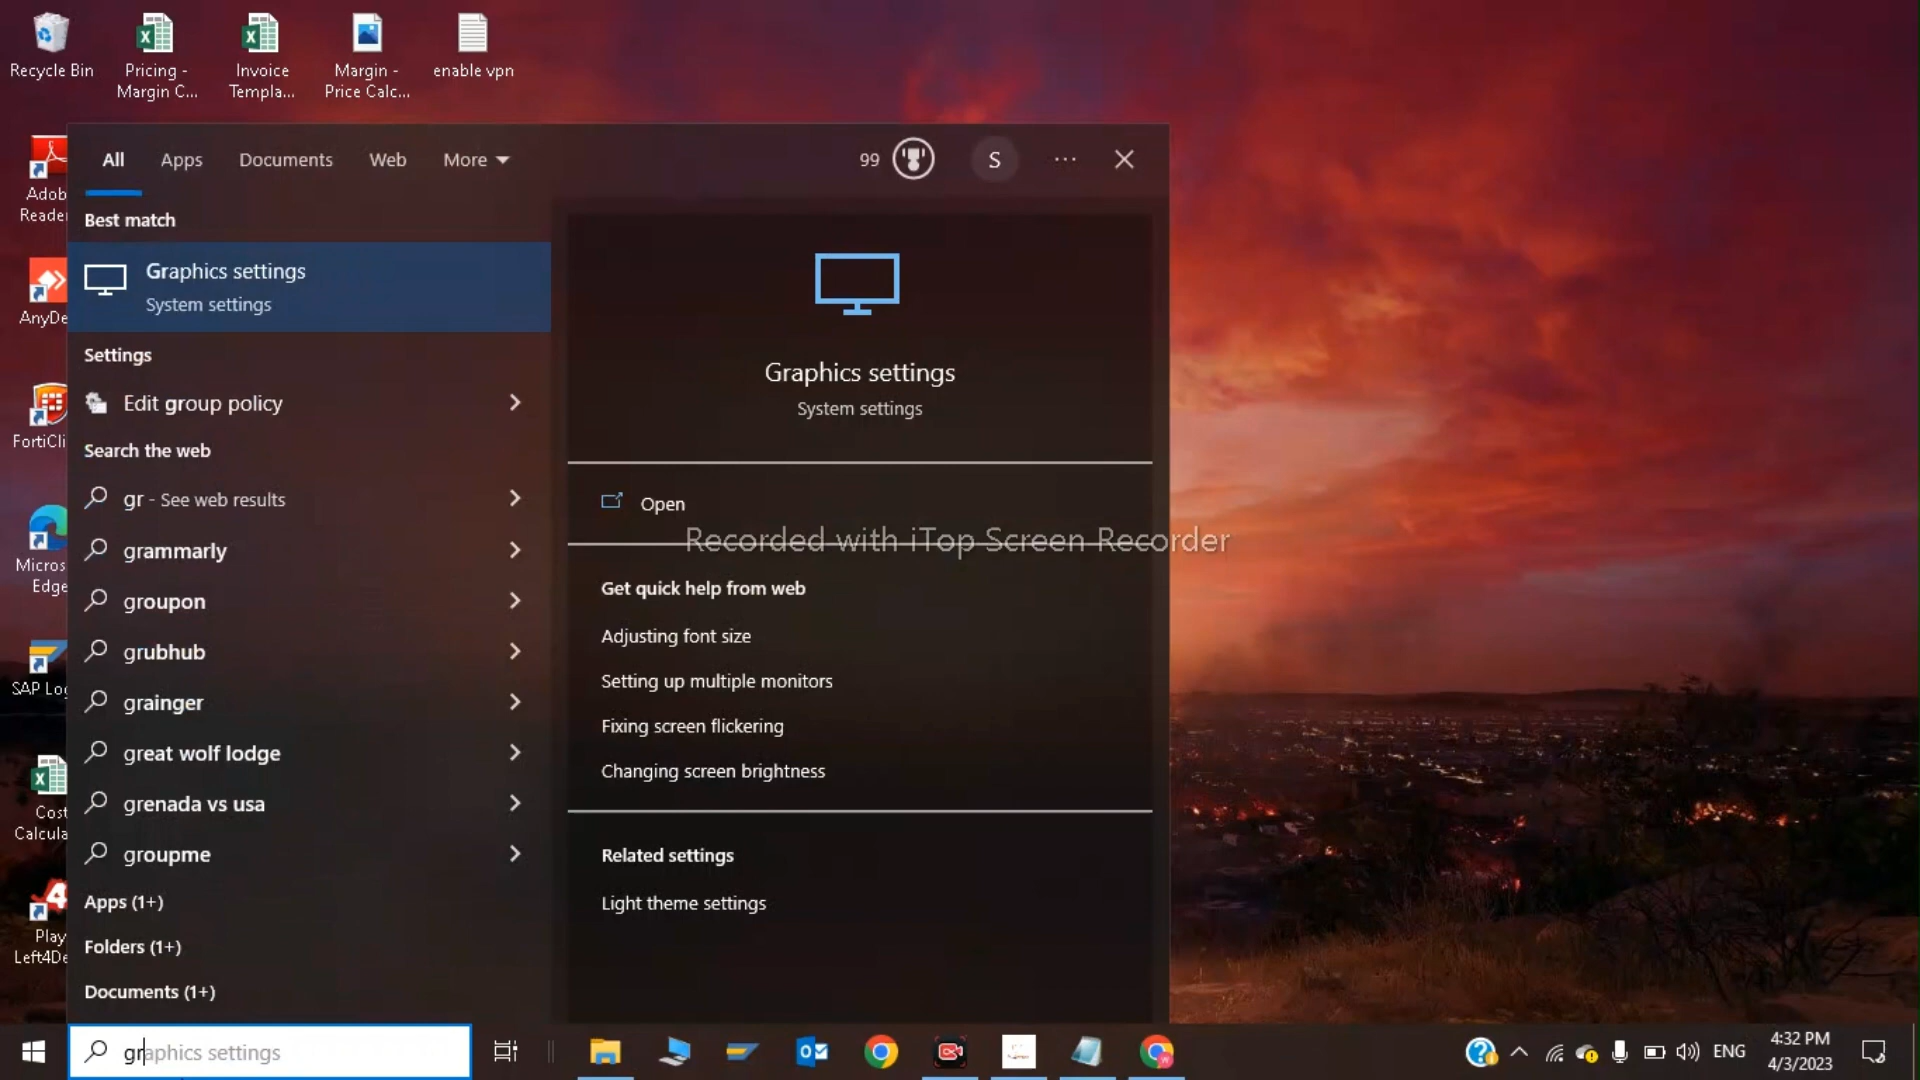 Recycle Bin
Pricing -
Margin C...
Invoice
Templa...
Margin -
Price Calc...
enable vpn
Adob
Reader
AnyDe
FortiCli
Micros
Edge
SAP Log
Cost
Calcula
Play
Left4De
All
Apps
Documents
Web
More
99
S
Best match
Graphics settings
System settings
Settings
Edit group policy
Search the web
gr - See web results
grammarly
groupon
grubhub
grainger
great wolf lodge
grenada vs usa
groupme
Apps (1+)
Folders (1+)
Documents (1+)
Graphics settings
System settings
Open
Recorded with iTop Screen Recorder
Get quick help from web
Adjusting font size
Setting up multiple monitors
Fixing screen flickering
Changing screen brightness
Related settings
Light theme settings
graphics settings
ENG
4:32 PM
4/3/2023